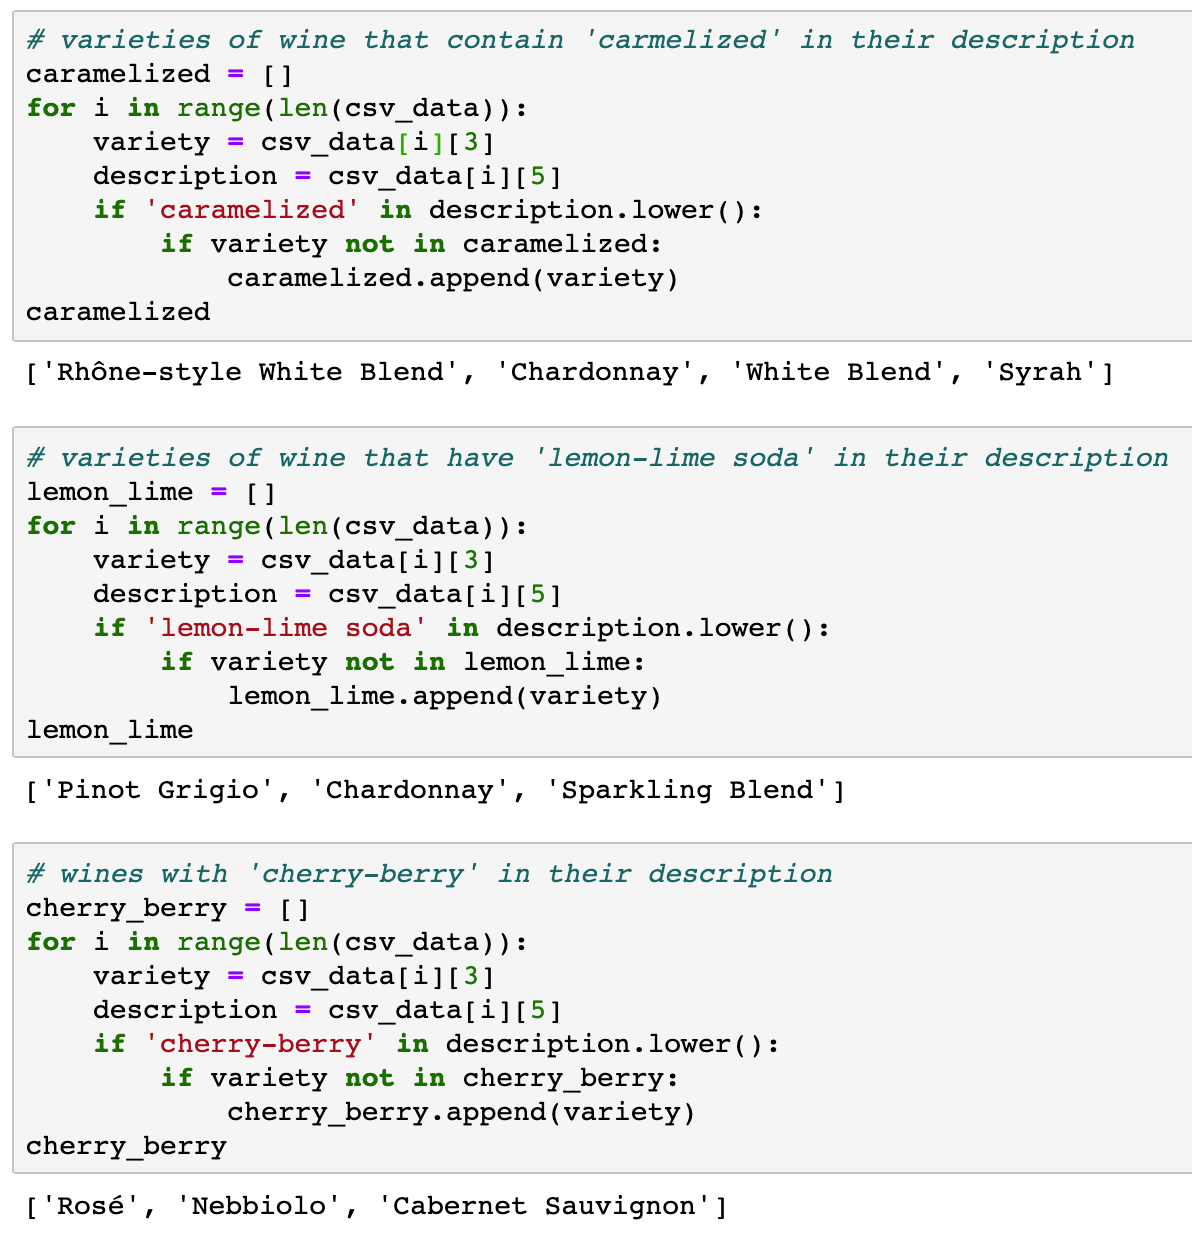 # varieties of wine that contain 'carmelized' in their description
caramelized = []
for i in range(len(csv_data)):
    variety = csv_data[i][3]
    description = csv_data[i][5]
    if 'caramelized' in description.lower():
        if variety not in caramelized:
            caramelized.append(variety)
caramelized
['Rhône-style White Blend', 'Chardonnay', 'White Blend', 'Syrah']
# varieties of wine that have 'lemon-lime soda' in their description
lemon_lime = []
for i in range(len(csv_data)):
    variety = csv_data[i][3]
    description = csv_data[i][5]
    if 'lemon-lime soda' in description.lower():
        if variety not in lemon_lime:
            lemon_lime.append(variety)
lemon_lime
['Pinot Grigio', 'Chardonnay', 'Sparkling Blend']
# wines with 'cherry-berry' in their description
cherry_berry = []
for i in range(len(csv_data)):
    variety = csv_data[i][3]
    description = csv_data[i][5]
    if 'cherry-berry' in description.lower():
        if variety not in cherry_berry:
            cherry_berry.append(variety)
cherry_berry
['Rosé', 'Nebbiolo', 'Cabernet Sauvignon']